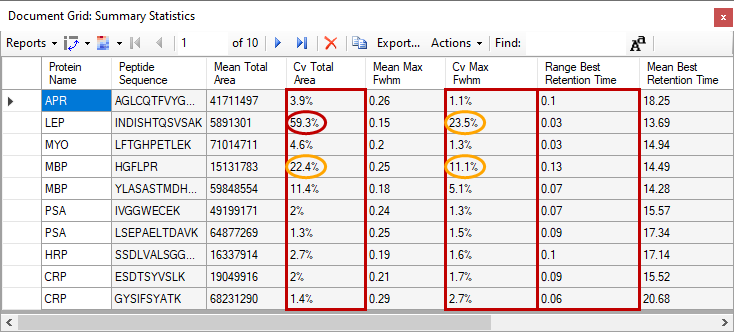 Document Grid: Summary Statistics
x
Reports 1 of 10 Export... Actions Find: Aa
Protein Name Peptide Sequence Mean Total Area Cv Total Area Mean Max Fwhm Cv Max Fwhm Range Best Retention Time Mean Best Retention Time
APR AGLCQTFVYG... 41711497 3.9% 0.26 1.1% 0.1 18.25
LEP INDISHTQSVSAK 5891301 59.3% 0.15 23.5% 0.03 13.69
MYO LFTGHPETLEK 71014711 4.6% 0.2 1.3% 0.03 14.94
MBP HGFLPR 15131783 22.4% 0.25 11.1% 0.13 14.49
MBP YLASASTMDH... 59848554 11.4% 0.18 5.1% 0.07 14.28
PSA IVGGWECEK 49199171 2% 0.24 1.3% 0.07 15.57
PSA LSEPAELTDAVK 64877269 1.3% 0.25 1.5% 0.09 17.34
HRP SSDLVALSGG... 16337914 2.7% 0.19 1.6% 0.1 17.14
CRP ESDTSYVSLK 19049916 2% 0.21 1.7% 0.09 15.52
CRP GYSIFSYATK 68231290 1.4% 0.29 2.7% 0.06 20.68